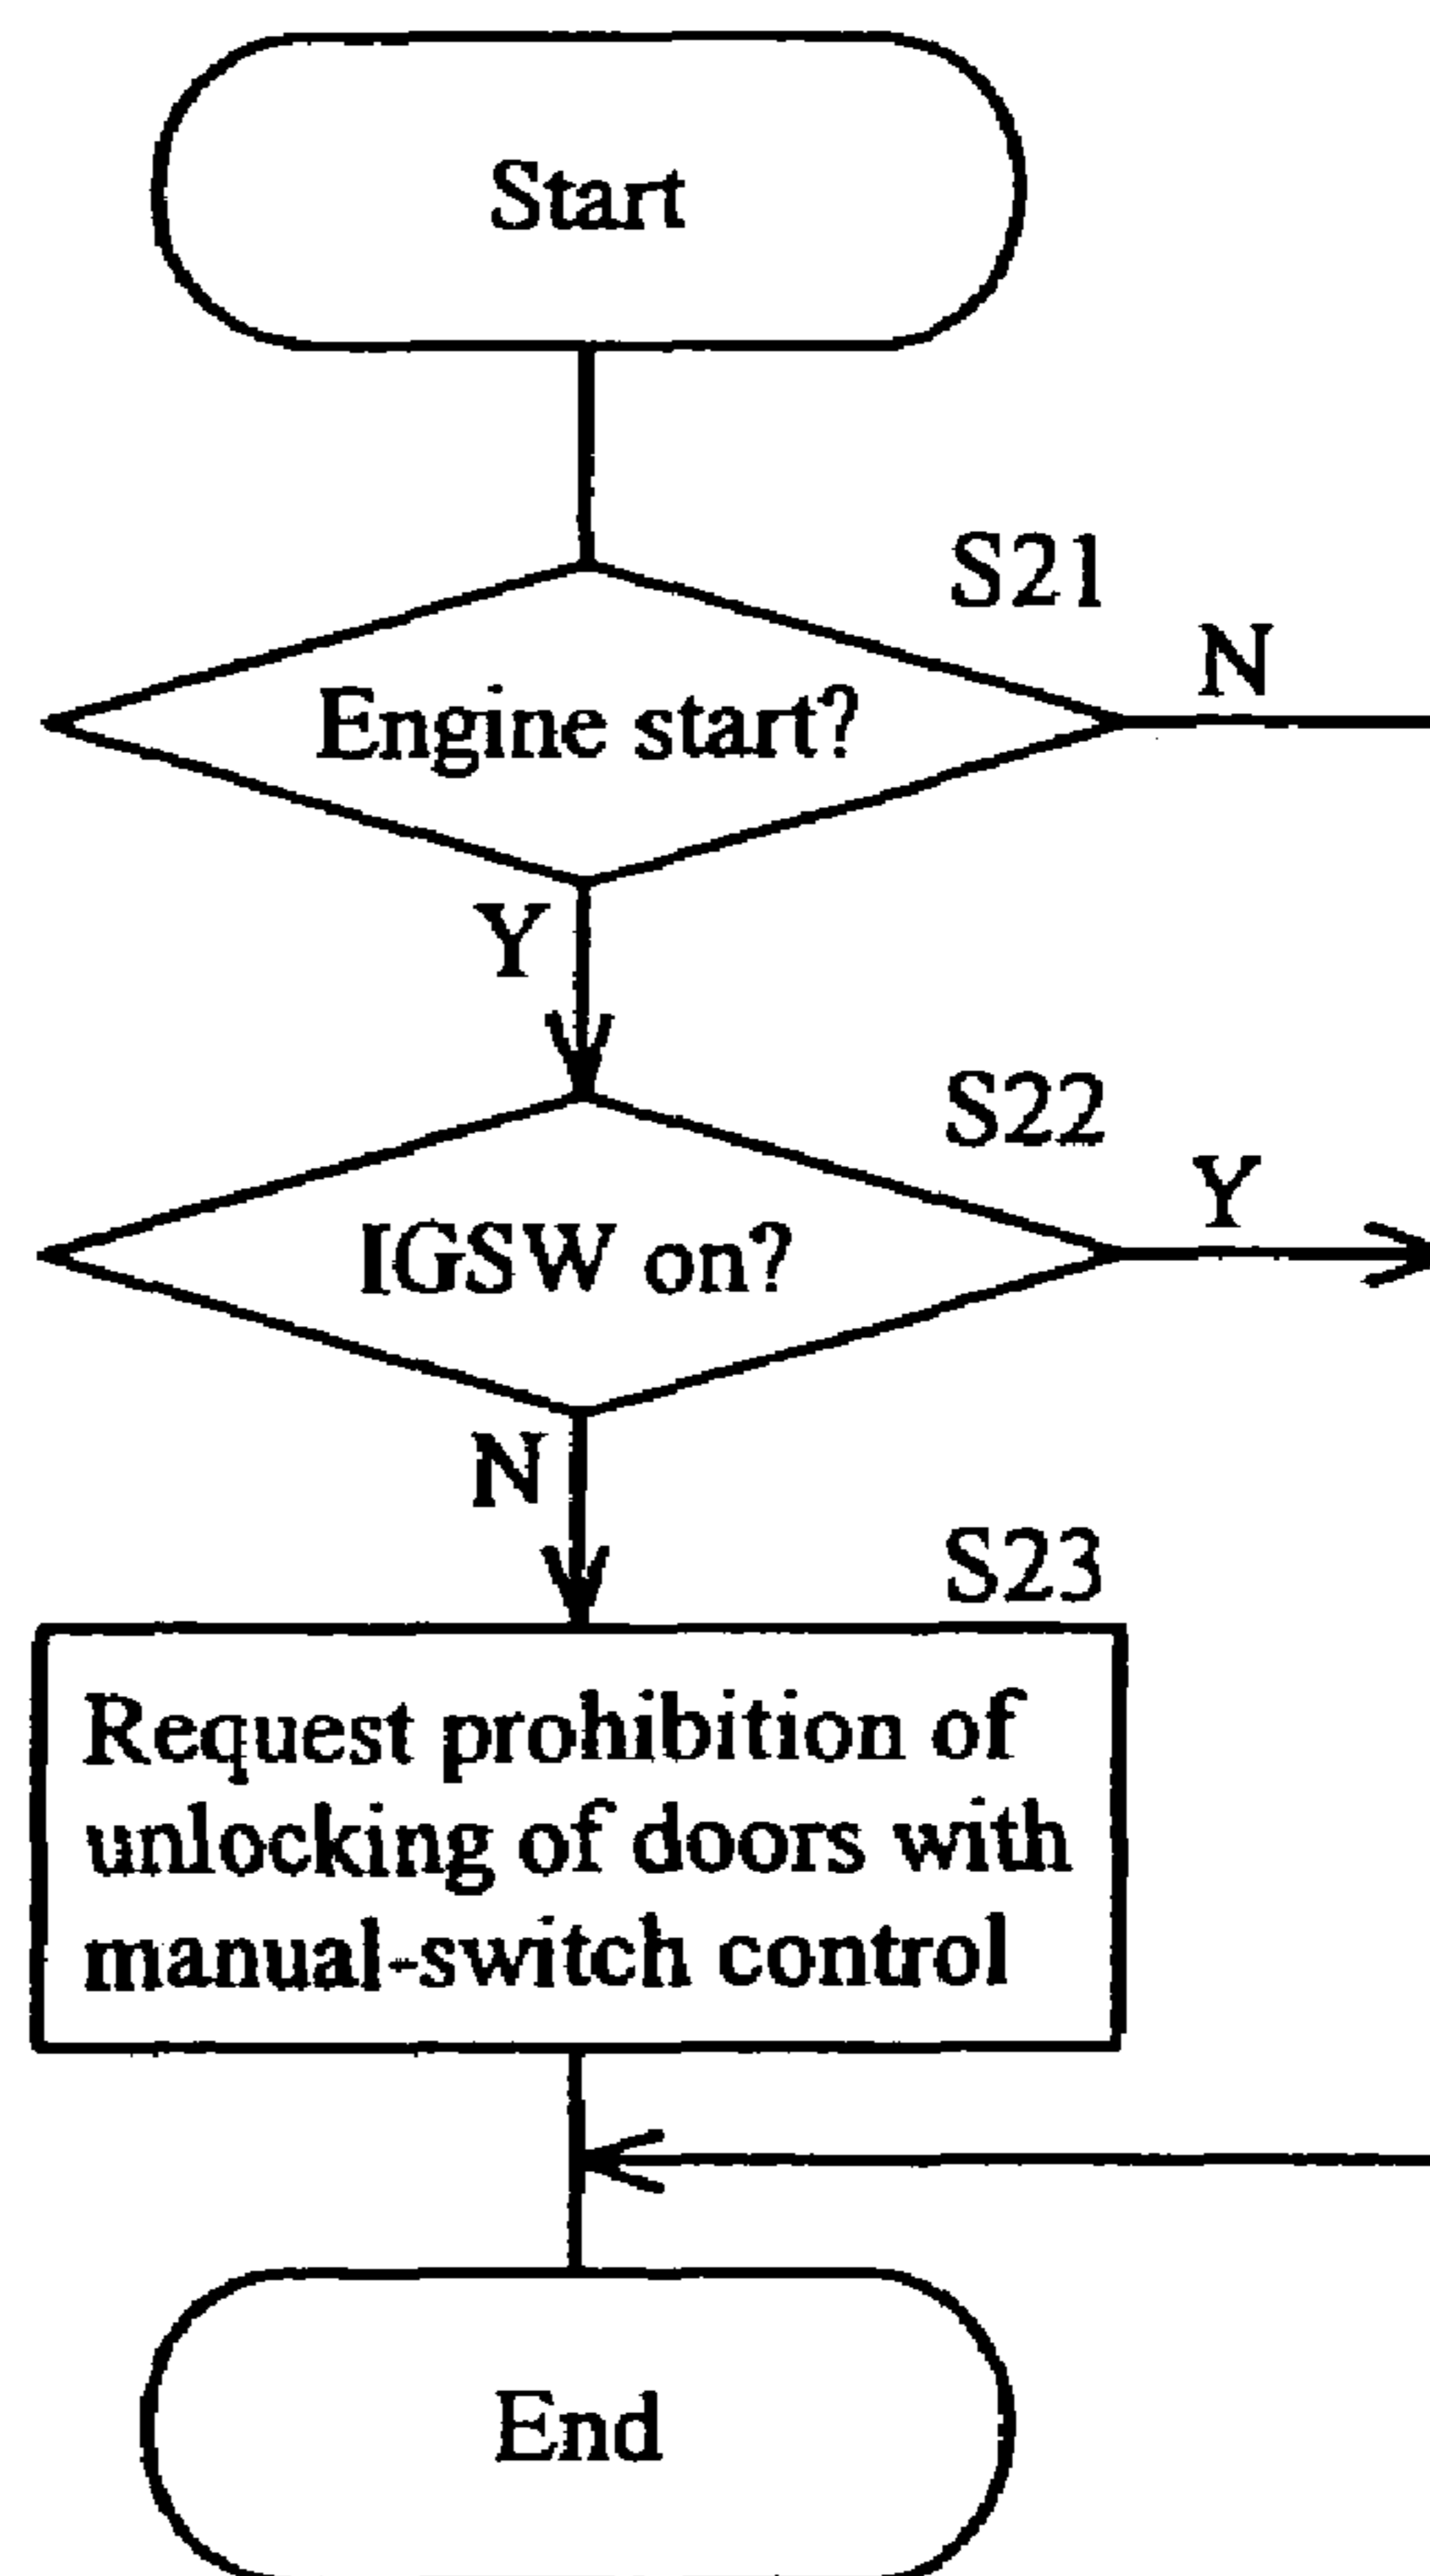 Start
S21
N
Engine start?
Y
S22
Y
IGSW on?
N
S23
Request prohibition of
unlocking of doors with
manual-switch control
End